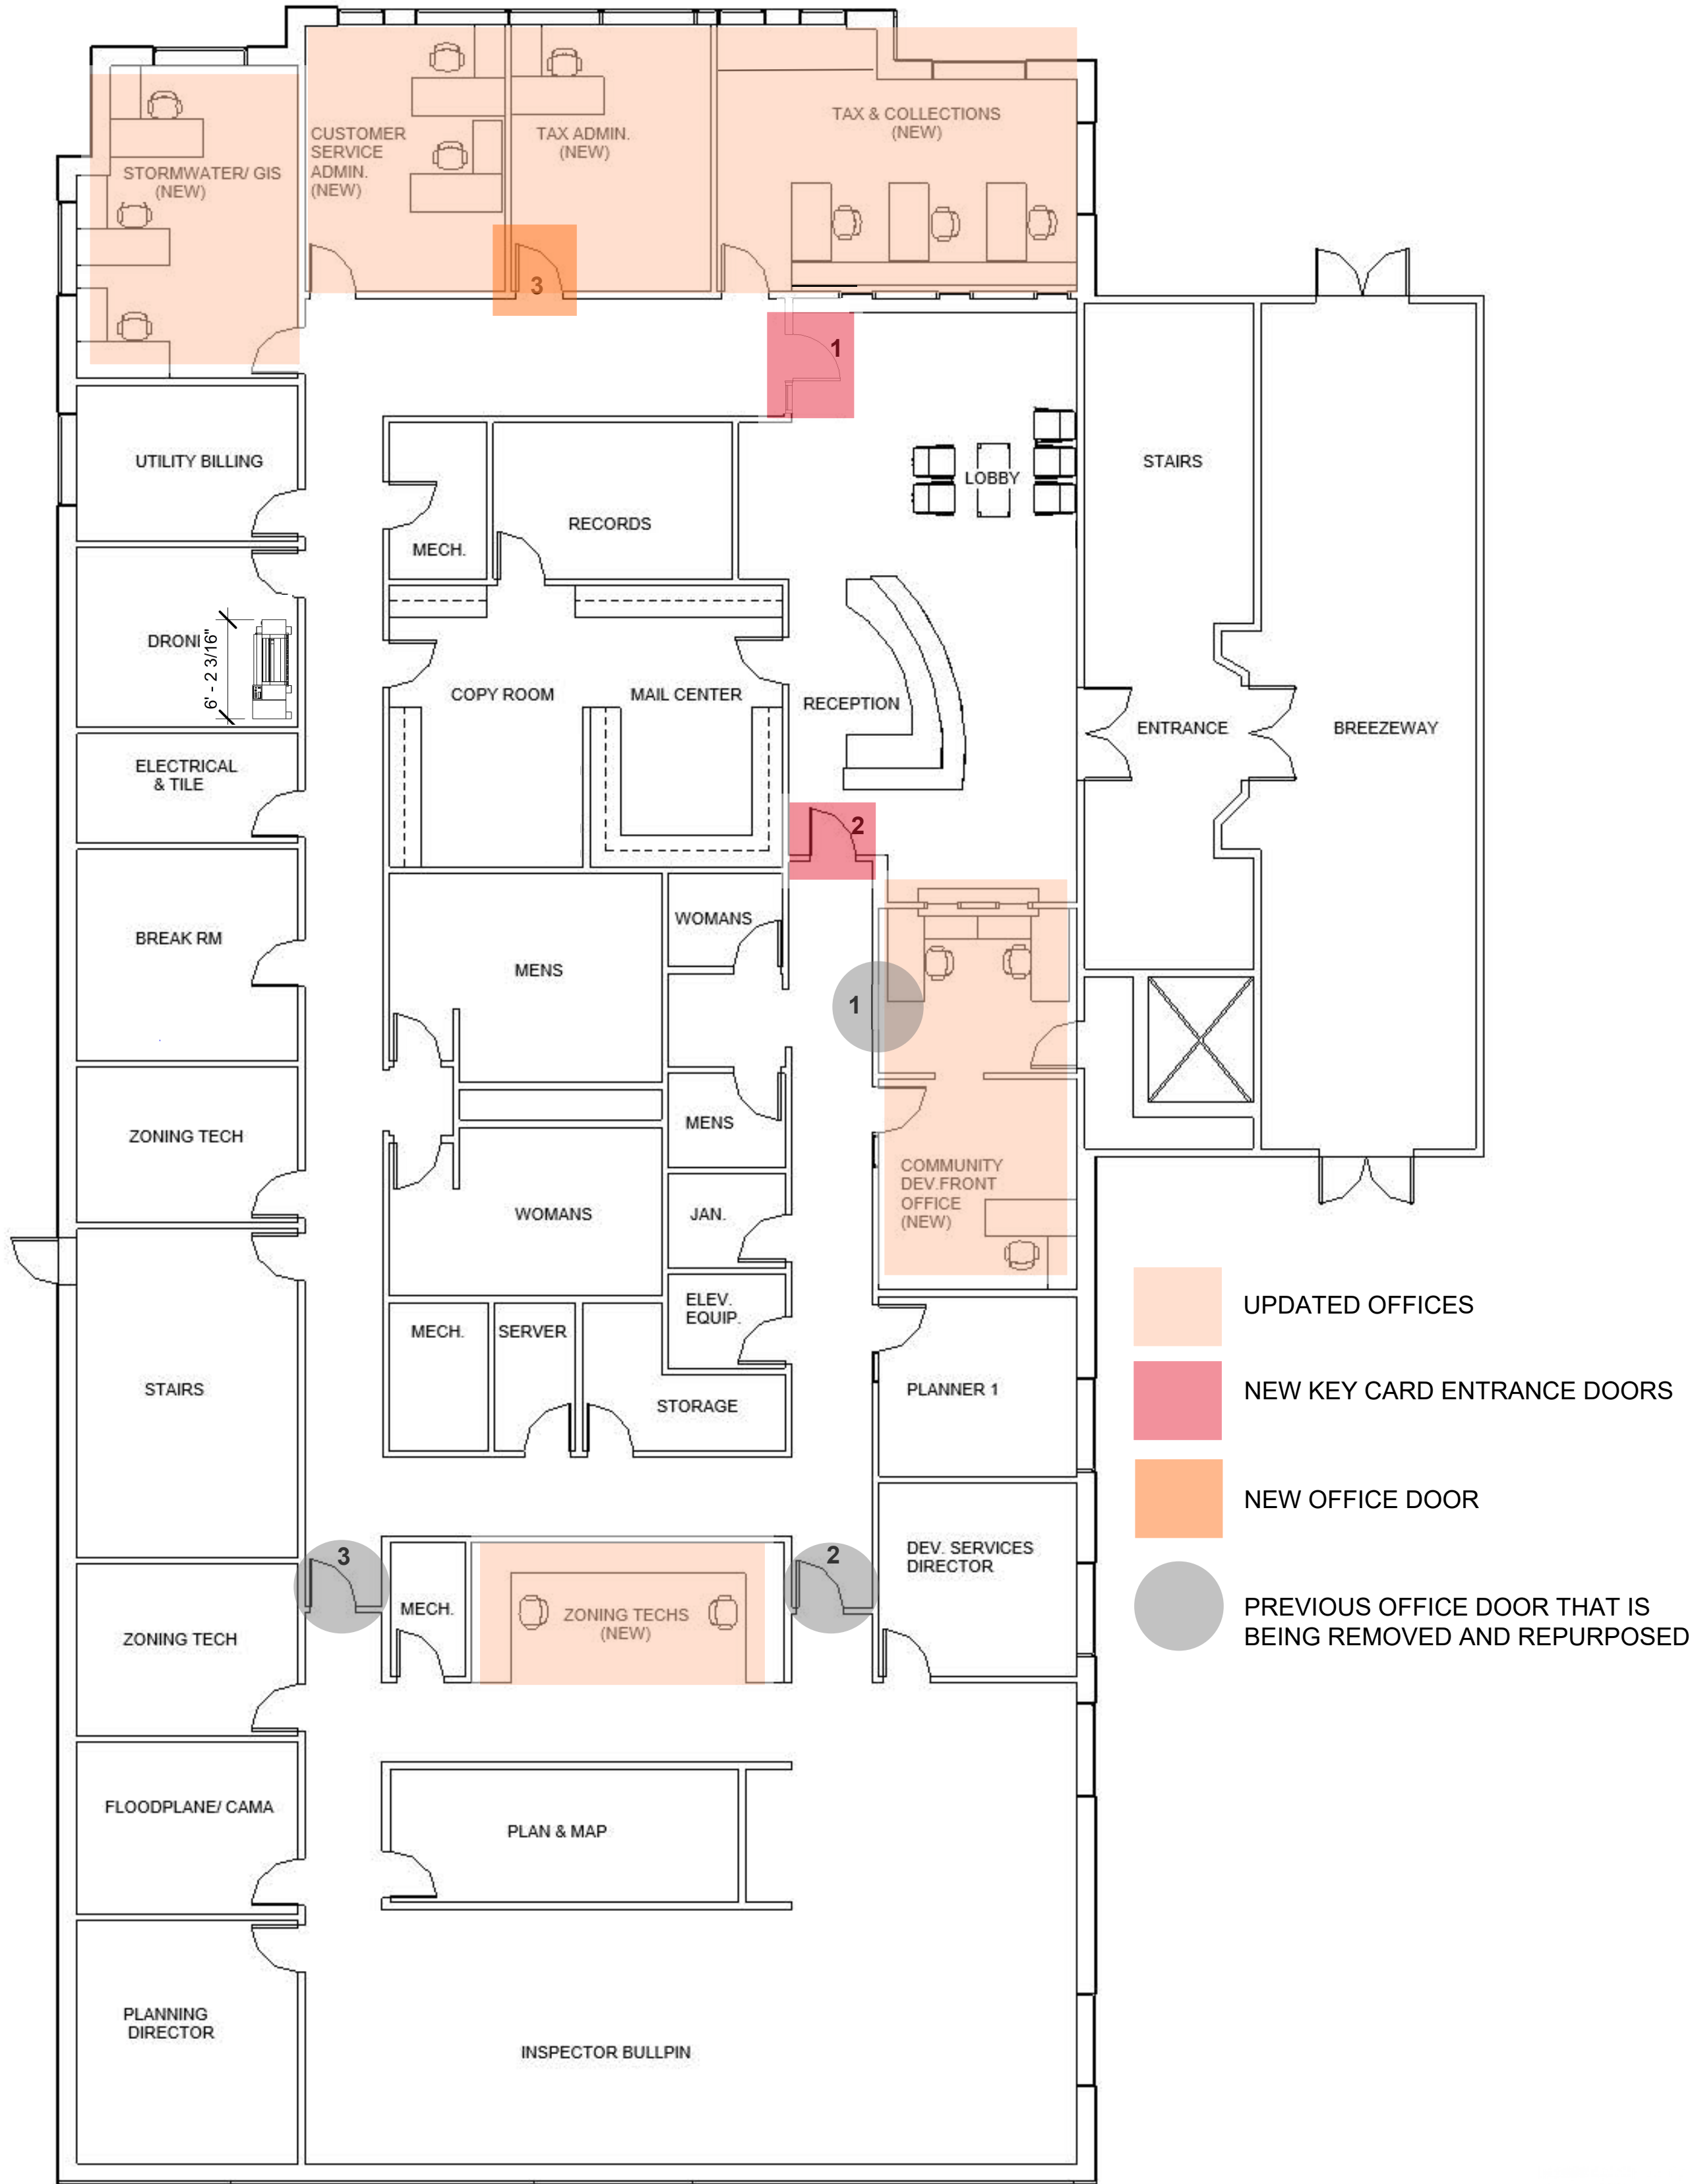 STORMWATER/ GIS
(NEW)
CUSTOMER
SERVICE
ADMIN.
(NEW)
TAX ADMIN.
(NEW)
TAX & COLLECTIONS
(NEW)
3
1
UTILITY BILLING
MECH.
RECORDS
LOBBY
STAIRS
DRONI
6' - 2 3/16"
COPY ROOM
MAIL CENTER
RECEPTION
ENTRANCE
BREEZEWAY
ELECTRICAL
& TILE
2
BREAK RM
MENS
WOMANS
1
ZONING TECH
MENS
COMMUNITY
DEV.FRONT
OFFICE
(NEW)
WOMANS
JAN.
STAIRS
MECH.
SERVER
ELEV.
EQUIP.
STORAGE
PLANNER 1
UPDATED OFFICES
NEW KEY CARD ENTRANCE DOORS
NEW OFFICE DOOR
PREVIOUS OFFICE DOOR THAT IS
BEING REMOVED AND REPURPOSED
3
2
DEV. SERVICES
DIRECTOR
ZONING TECH
MECH.
ZONING TECHS
(NEW)
FLOODPLANE/ CAMA
PLAN & MAP
PLANNING
DIRECTOR
INSPECTOR BULLPIN